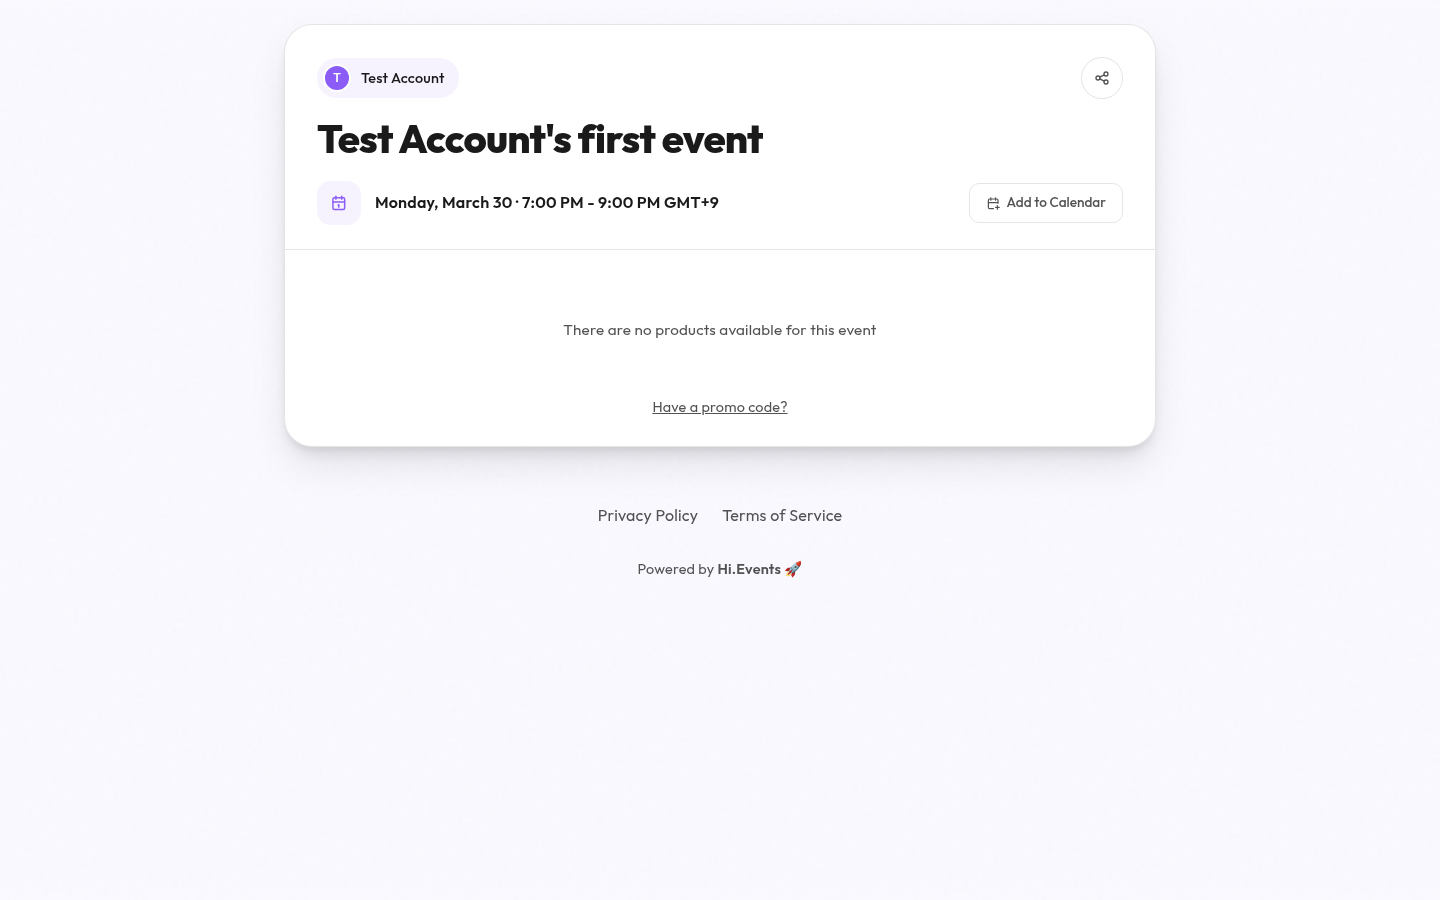 T
Test Account
Test Account's first event
Monday, March 30 · 7:00 PM - 9:00 PM GMT+9
Add to Calendar
There are no products available for this event
Have a promo code?
Privacy Policy Terms of Service
Powered by Hi.Events 🚀